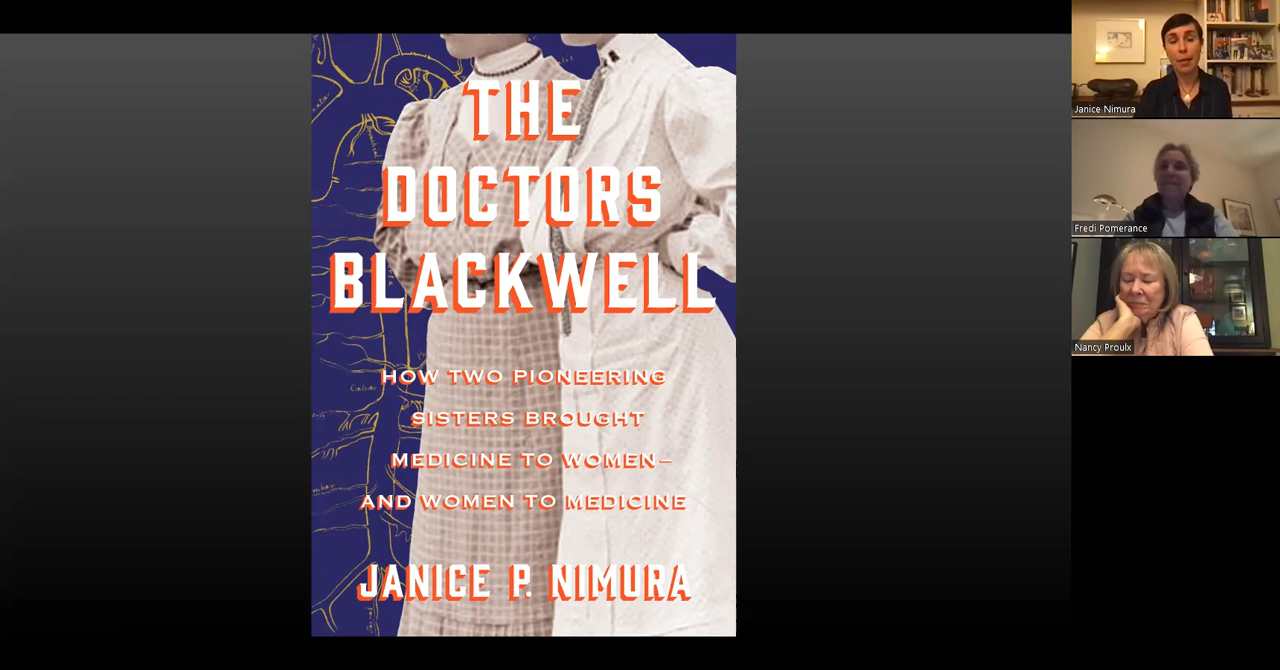 THE
DOCTORS
BLACKWELL
HOW TWO PIONEERING
SISTERS BROUGHT
MEDICINE TO WOMEN—
AND WOMEN TO MEDICINE
JANICE P. NIMURA
Janice Nimura
Fredi Pomerance
Nancy Proulx